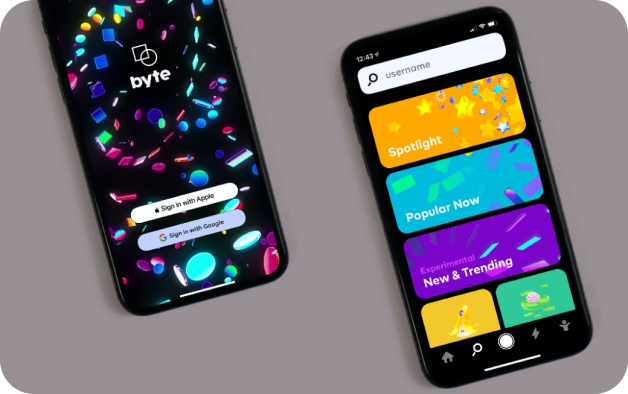 byte
Sign in with Apple
Sign in with Google
12:43
username
Spotlight
Popular Now
Experimental
New & Trending